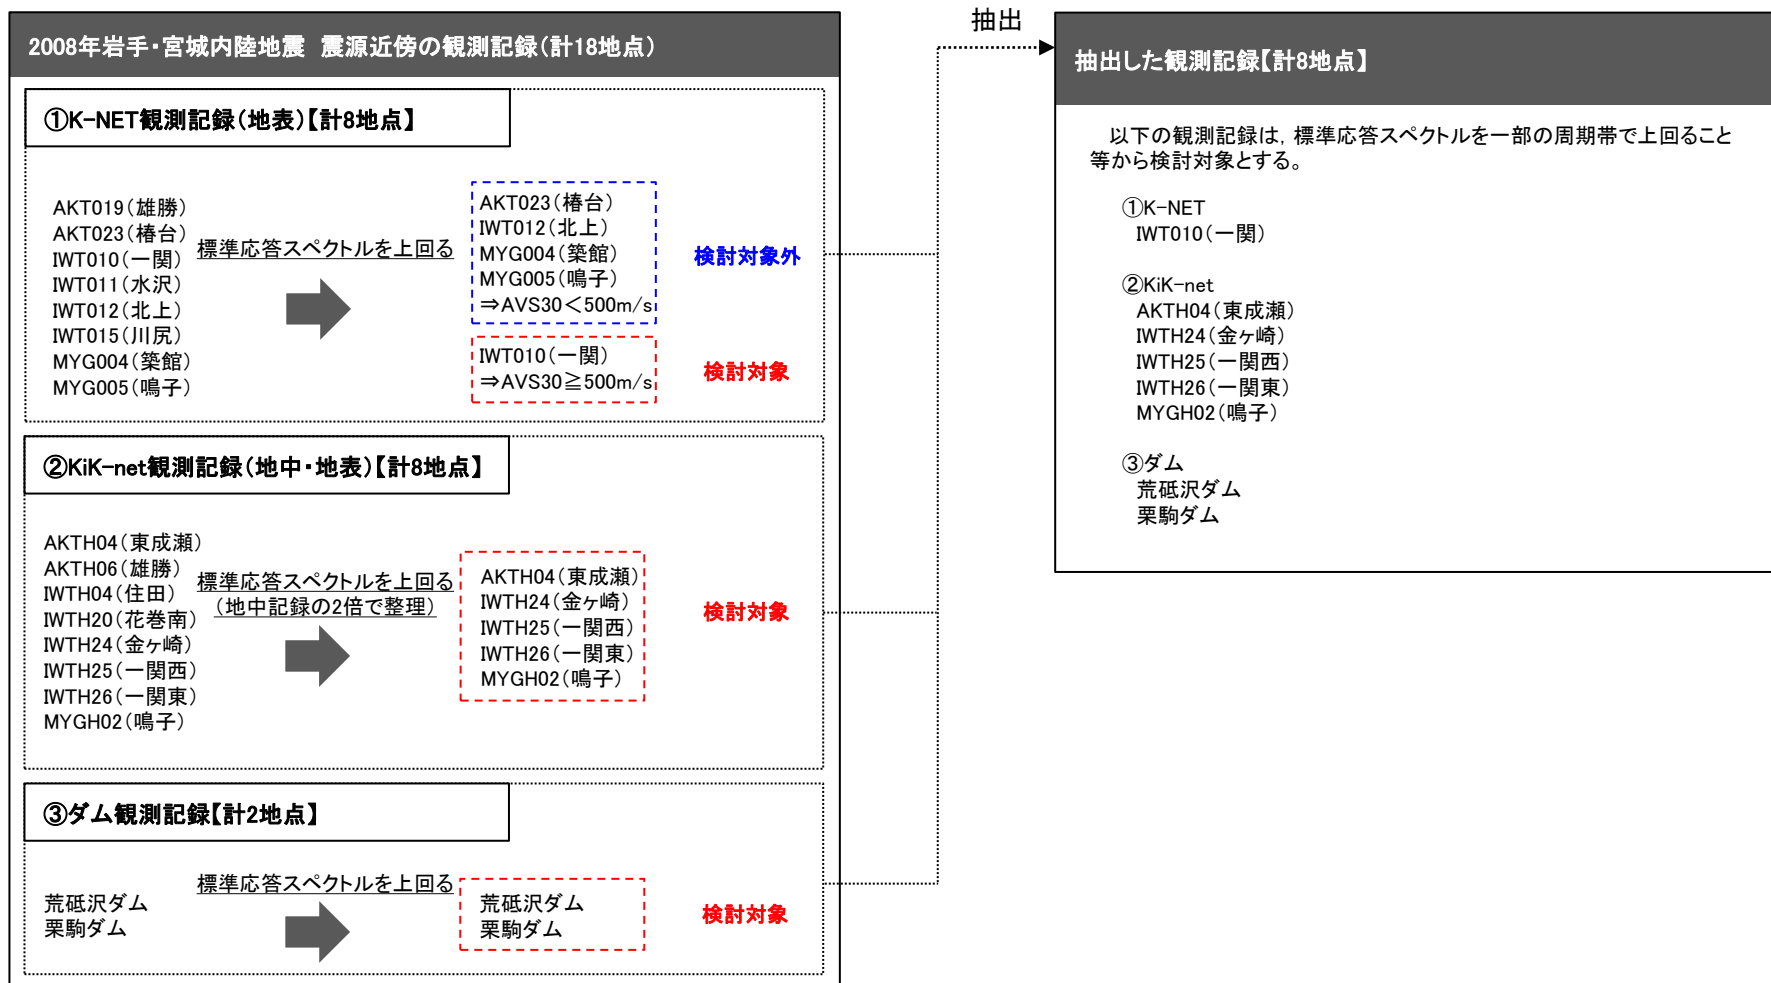 2008年岩手・宮城内陸地震 震源近傍の観測記録(計18地点)
①K-NET観測記録(地表)【計8地点】
AKT019(雄勝)
AKT023(椿台)
IWT010(一関)
IWT011(水沢)
IWT012(北上)
IWT015(川尻)
MYG004(築館)
MYG005(鳴子)
標準応答スペクトルを上回る
AKT023(椿台)
IWT012(北上)
MYG004(築館)
MYG005(鳴子)
⇒AVS30<500m/s
検討対象外
IWT010(一関)
⇒AVS30≧500m/s
検討対象
②KiK-net観測記録(地中・地表)【計8地点】
AKTH04(東成瀬)
AKTH06(雄勝)
IWTH04(住田)
IWTH20(花巻南)
IWTH24(金ヶ崎)
IWTH25(一関西)
IWTH26(一関東)
MYGH02(鳴子)
標準応答スペクトルを上回る
(地中記録の2倍で整理)
AKTH04(東成瀬)
IWTH24(金ヶ崎)
IWTH25(一関西)
IWTH26(一関東)
MYGH02(鳴子)
検討対象
③ダム観測記録【計2地点】
荒砥沢ダム
栗駒ダム
標準応答スペクトルを上回る
荒砥沢ダム
栗駒ダム
検討対象
抽出
抽出した観測記録【計8地点】
以下の観測記録は,標準応答スペクトルを一部の周期帯で上回ること
等から検討対象とする。
①K-NET
IWT010(一関)
②KiK-net
AKTH04(東成瀬)
IWTH24(金ヶ崎)
IWTH25(一関西)
IWTH26(一関東)
MYGH02(鳴子)
③ダム
荒砥沢ダム
栗駒ダム